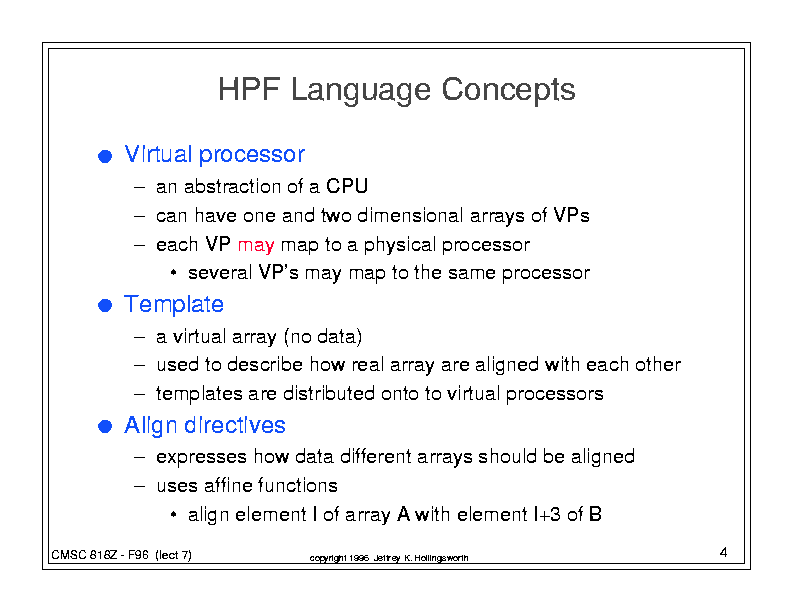 HPF Language Concepts
● Virtual processor
– an abstraction of a CPU
– can have one and two dimensional arrays of VPs
– each VP may map to a physical processor
• several VP's may map to the same processor
● Template
– a virtual array (no data)
– used to describe how real array are aligned with each other
– templates are distributed onto to virtual processors
● Align directives
– expresses how data different arrays should be aligned
– uses affine functions
• align element I of array A with element I+3 of B
CMSC 818Z - F96 (lect 7)
copyright 1996 Jeffrey K. Hollingsworth
4